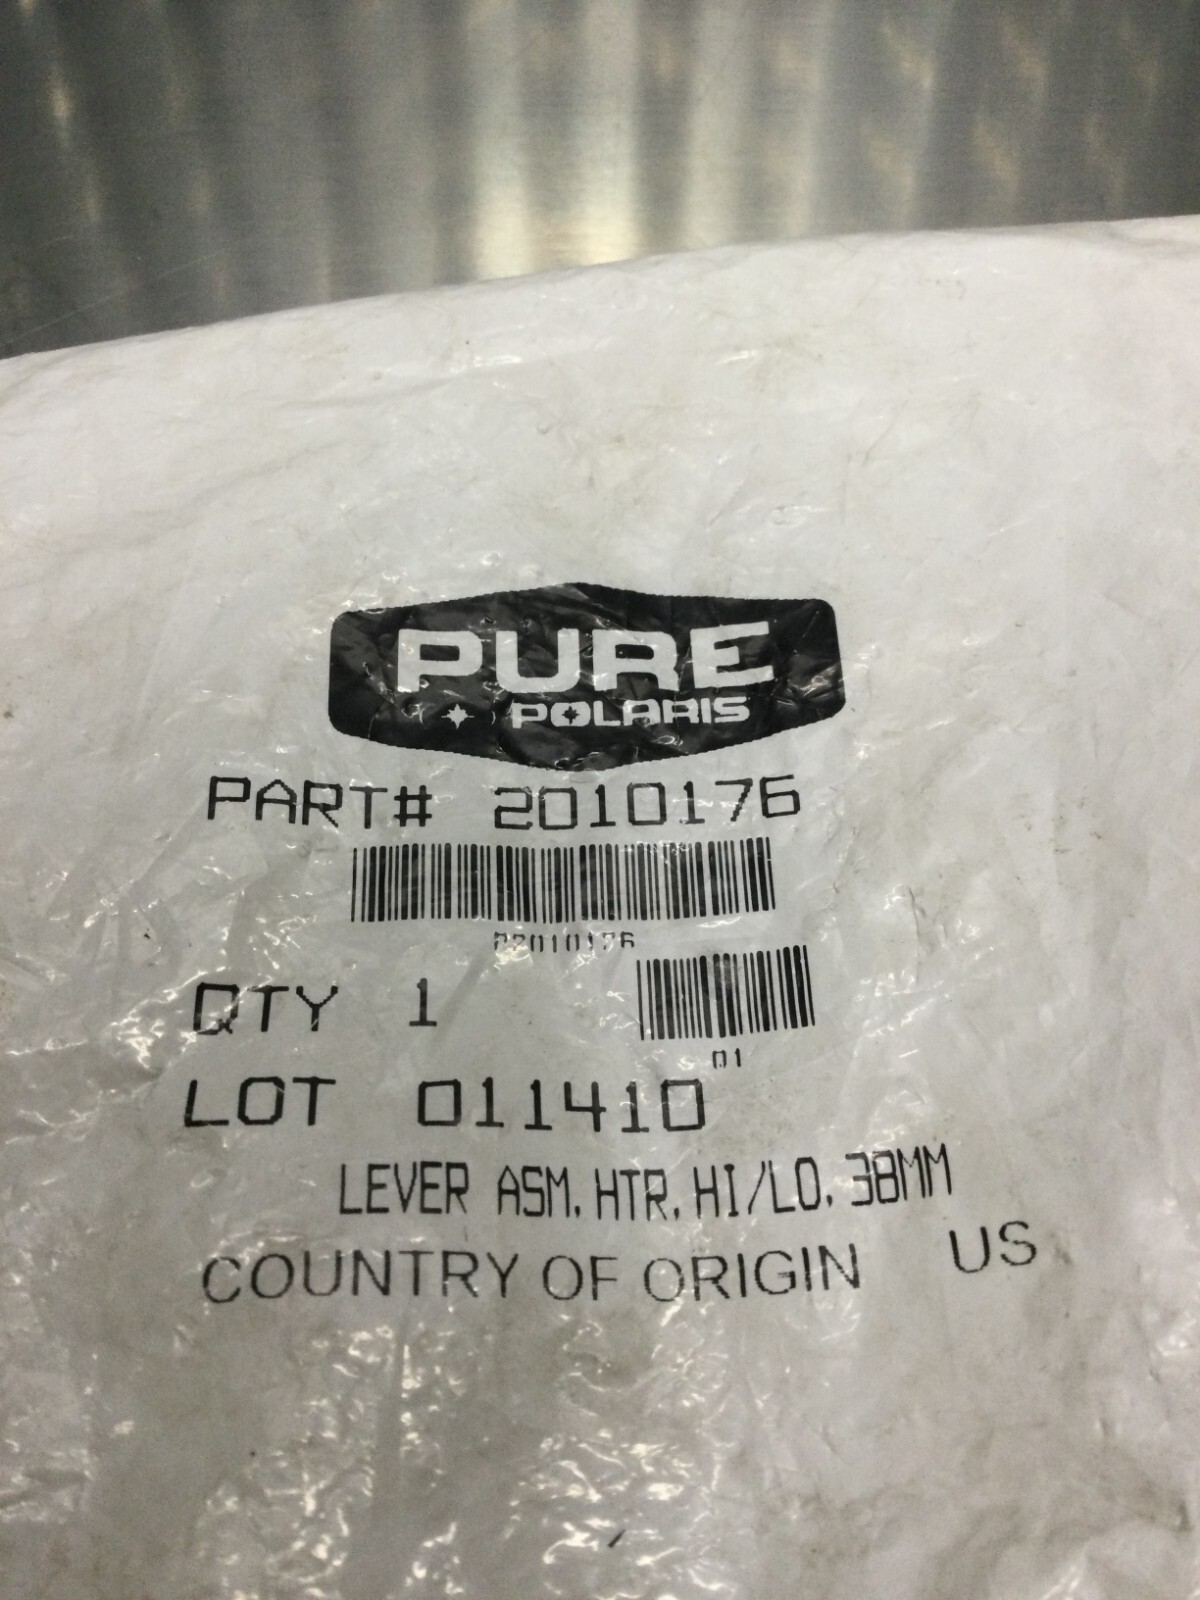 PURE
POLARIS
PART# 2010176
QTY 1
01
LOT 011410
LEVER ASM, HTR, HI/LO, 38MM
COUNTRY OF ORIGIN US